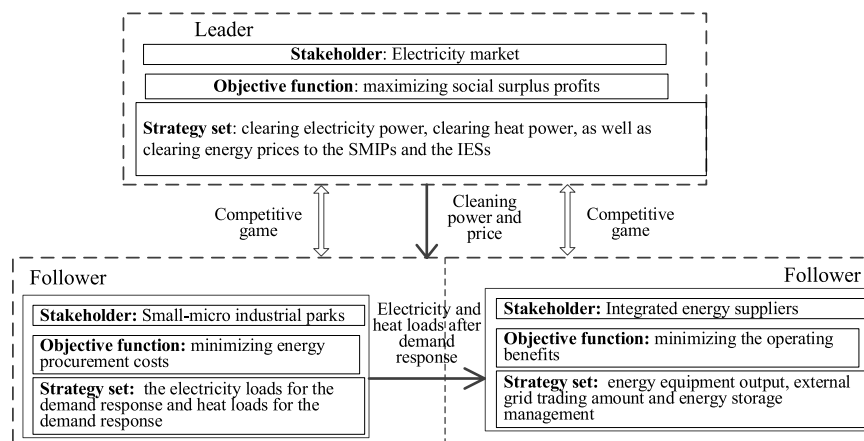 Leader
Stakeholder: Electricity market
Objective function: maximizing social surplus profits
Strategy set: clearing electricity power, clearing heat power, as well as
clearing energy prices to the SMIPs and the IESs
Competitive
game
Cleaning
power and
price
Competitive
game
Follower
Stakeholder: Small-micro industrial parks
Objective function: minimizing energy
procurement costs
Strategy set: the electricity loads for the
demand response and heat loads for the
demand response
Electricity and
heat loads after
demand
response
Follower
Stakeholder: Integrated energy suppliers
Objective function: minimizing the operating
benefits
Strategy set: energy equipment output, external
grid trading amount and energy storage
management